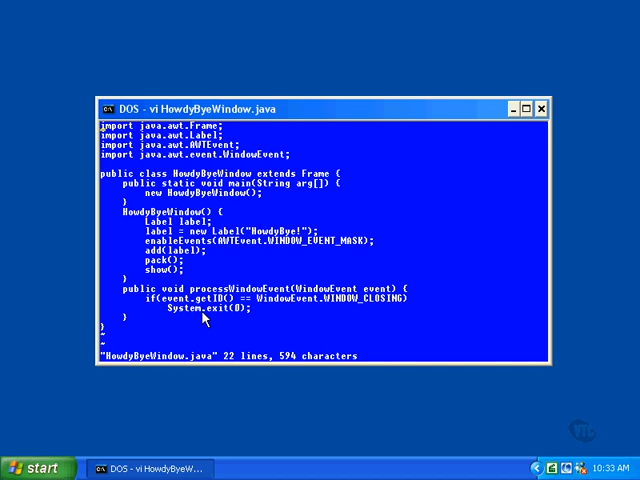 DOS - vi HowdyByeWindow.java
import java.awt.Frame;
import java.awt.Label;
import java.awt.AWTEvent;
import java.awt.event.WindowEvent;
public class HowdyByeWindow extends Frame {
    public static void main(String arg[]) {
        new HowdyByeWindow();
    }
    HowdyByeWindow() {
        Label label;
        label = new Label("HowdyBye!");
        enableEvents(AWTEvent.WINDOW_EVENT_MASK);
        add(label);
        pack();
        show();
    }
    public void processWindowEvent(WindowEvent event) {
        if(event.getID() == WindowEvent.WINDOW_CLOSING)
            System.exit(0);
    }
}
~
~
"HowdyByeWindow.java" 22 lines, 594 characters
start
DOS - vi HowdyByeW...
10:33 AM